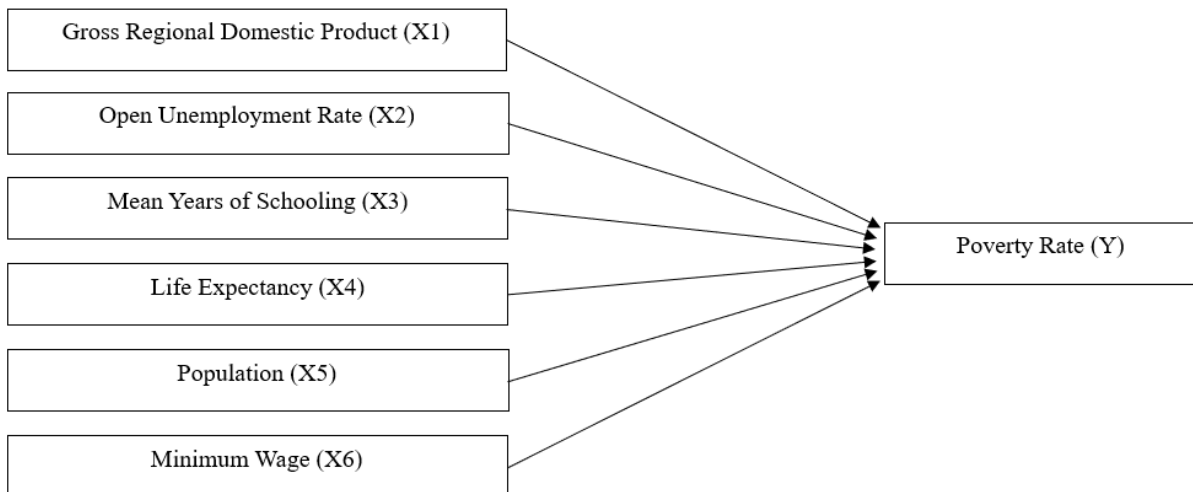 Gross Regional Domestic Product (X1)
Open Unemployment Rate (X2)
Mean Years of Schooling (X3)
Life Expectancy (X4)
Population (X5)
Minimum Wage (X6)
Poverty Rate (Y)